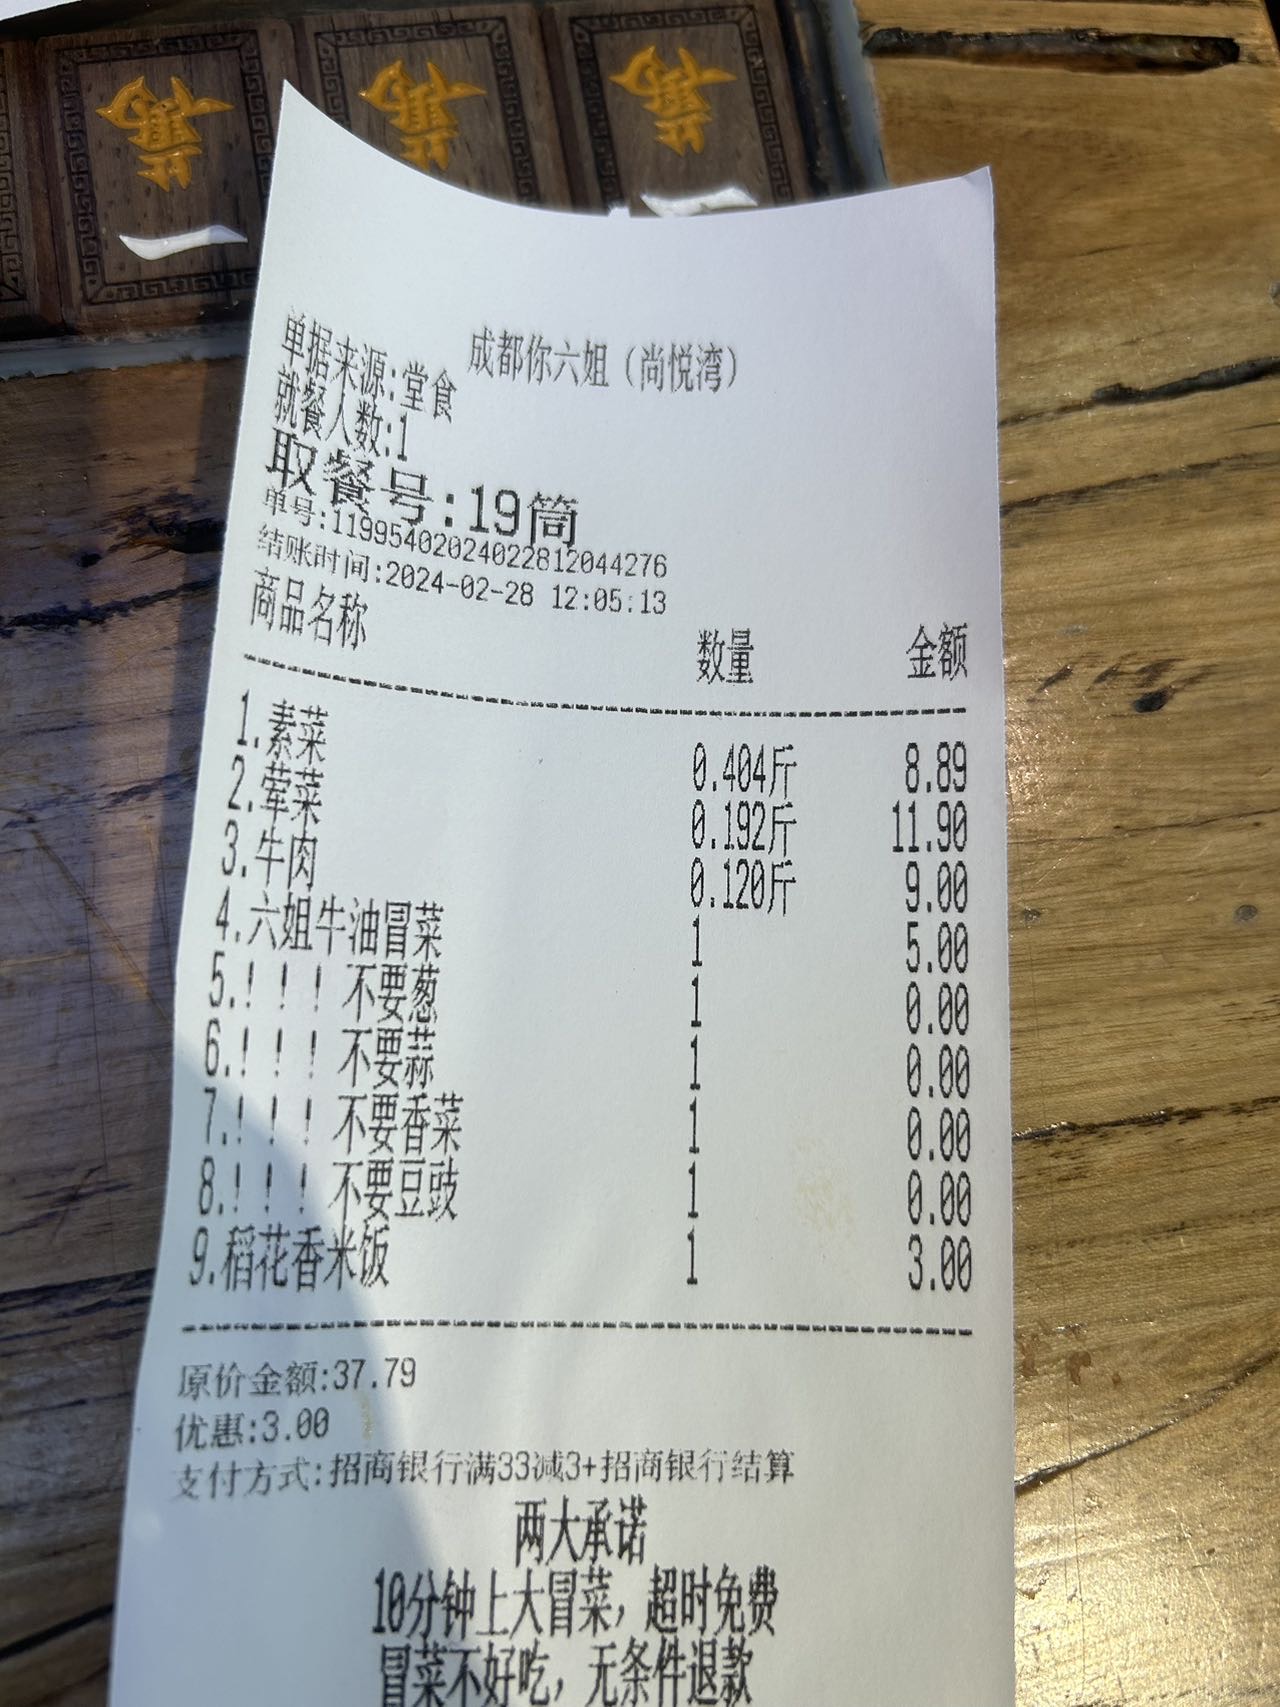 萬 萬 萬
一
成都你六姐（尚悦湾）
单据来源:堂食
就餐人数:1
取餐号:19筒
单号:11995402024022812044276
结账时间:2024-02-28 12:05:13
商品名称 数量 金额
1.素菜 0.404斤 8.89
2.荤菜 0.192斤 11.90
3.牛肉 0.120斤 9.00
4.六姐牛油冒菜 1 5.00
5.！！！不要葱 1 0.00
6.！！！不要蒜 1 0.00
7.！！！不要香菜 1 0.00
8.！！！不要豆豉 1 0.00
9.稻花香米饭 1 3.00
原价金额:37.79
优惠:3.00
支付方式:招商银行满33减3+招商银行结算
两大承诺
10分钟上大冒菜，超时免费
冒菜不好吃，无条件退款